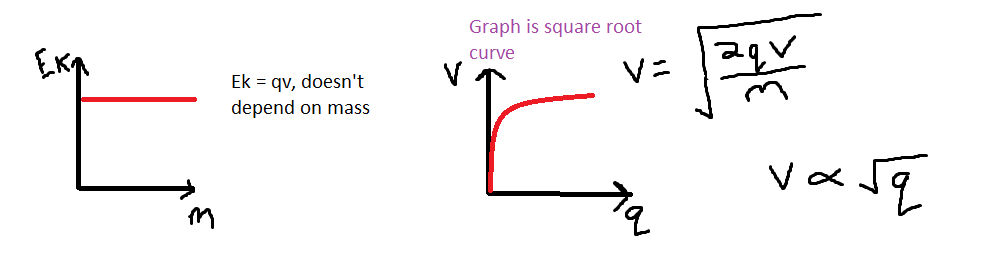 Graph is square root
curve
Ek
Ek = qv, doesn't
depend on mass
m
V
q
V = √(2qV/m)
V ∝ √q